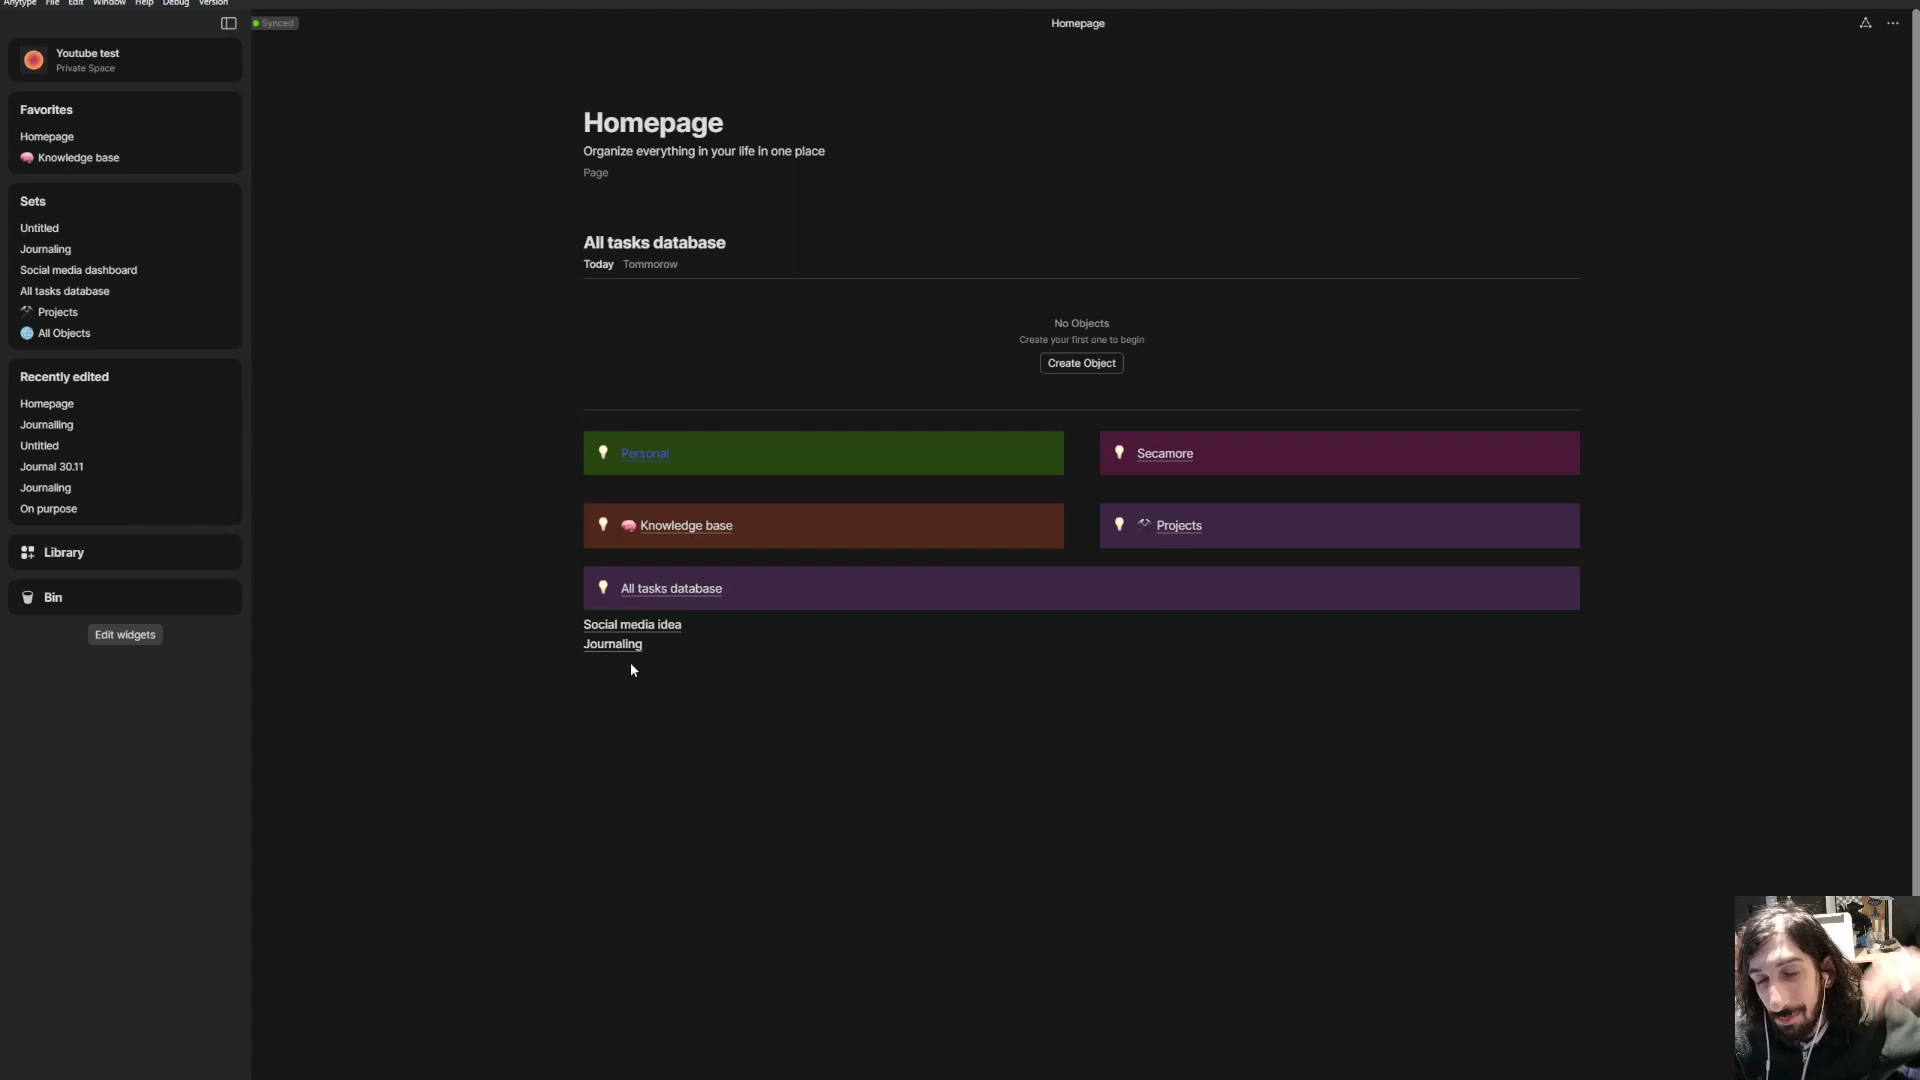 Anytype File Edit Window Help Debug Version
Synced
Homepage
Youtube test
Private Space
Favorites
Homepage
Knowledge base
Sets
Untitled
Journaling
Social media dashboard
All tasks database
Projects
All Objects
Recently edited
Homepage
Journalling
Untitled
Journal 30.11
Journaling
On purpose
Library
Bin
Edit widgets
Homepage
Organize everything in your life in one place
Page
All tasks database
Today Tommorow
No Objects
Create your first one to begin
Create Object
Personal
Secamore
Knowledge base
Projects
All tasks database
Social media idea
Journaling